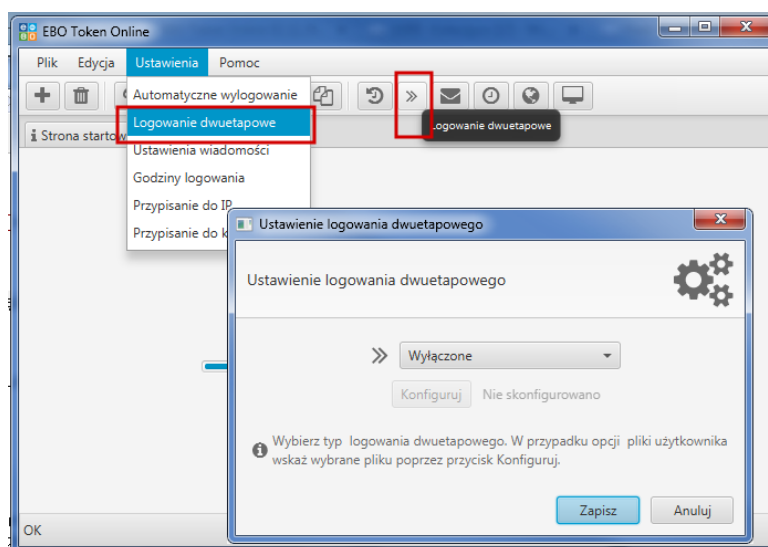 EBO Token Online
Plik Edycja Ustawienia Pomoc
Automatyczne wylogowanie
Logowanie dwuetapowe
Logowanie dwuetapowe
i Strona startow
Ustawienia wiadomości
Godziny logowania
Przypisanie do IP
Przypisanie do k
Ustawienie logowania dwuetapowego
Ustawienie logowania dwuetapowego
Wyłączone
Konfiguruj Nie skonfigurowano
Wybierz typ logowania dwuetapowego. W przypadku opcji pliki użytkownika
wskaż wybrane pliku poprzez przycisk Konfiguruj.
Zapisz Anuluj
OK